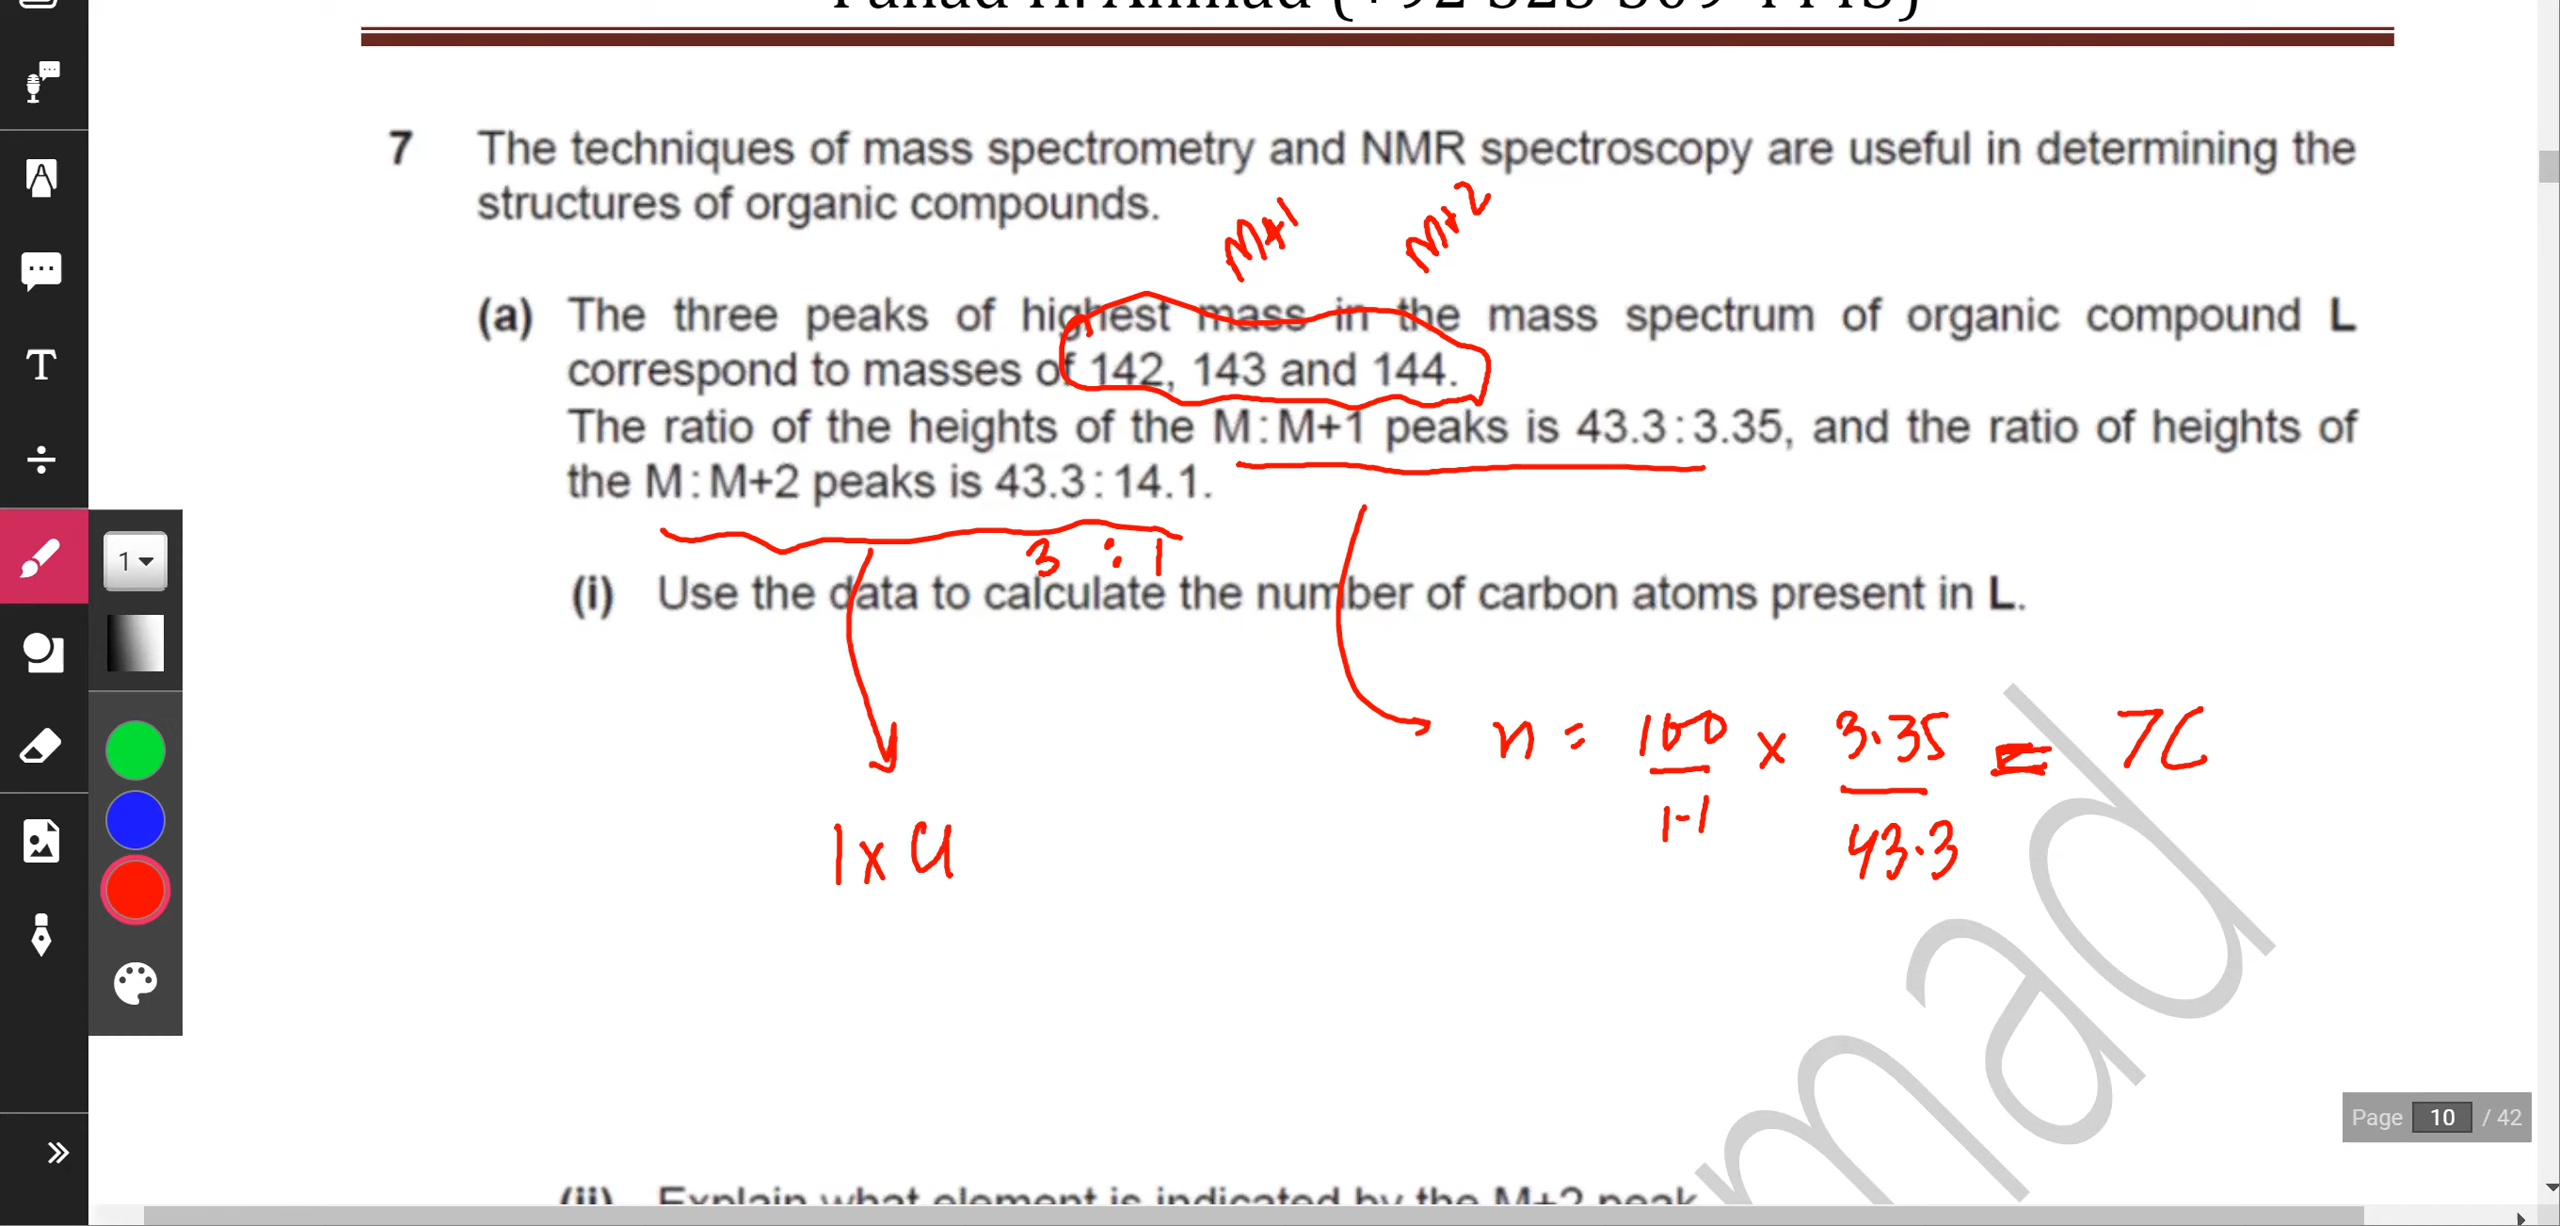 7 The techniques of mass spectrometry and NMR spectroscopy are useful in determining the
structures of organic compounds.
M+1 M+2
(a) The three peaks of highest mass in the mass spectrum of organic compound L
correspond to masses of 142, 143 and 144.
The ratio of the heights of the M:M+1 peaks is 43.3:3.35, and the ratio of heights of
the M:M+2 peaks is 43.3:14.1.
3 : 1
(i) Use the data to calculate the number of carbon atoms present in L.
n = 100 × 3.35 = 7C
1.1 43.3
1 x Cl
mad
Page 10 / 42
(ii) Explain what element is indicated by the M+2 peak
1
T